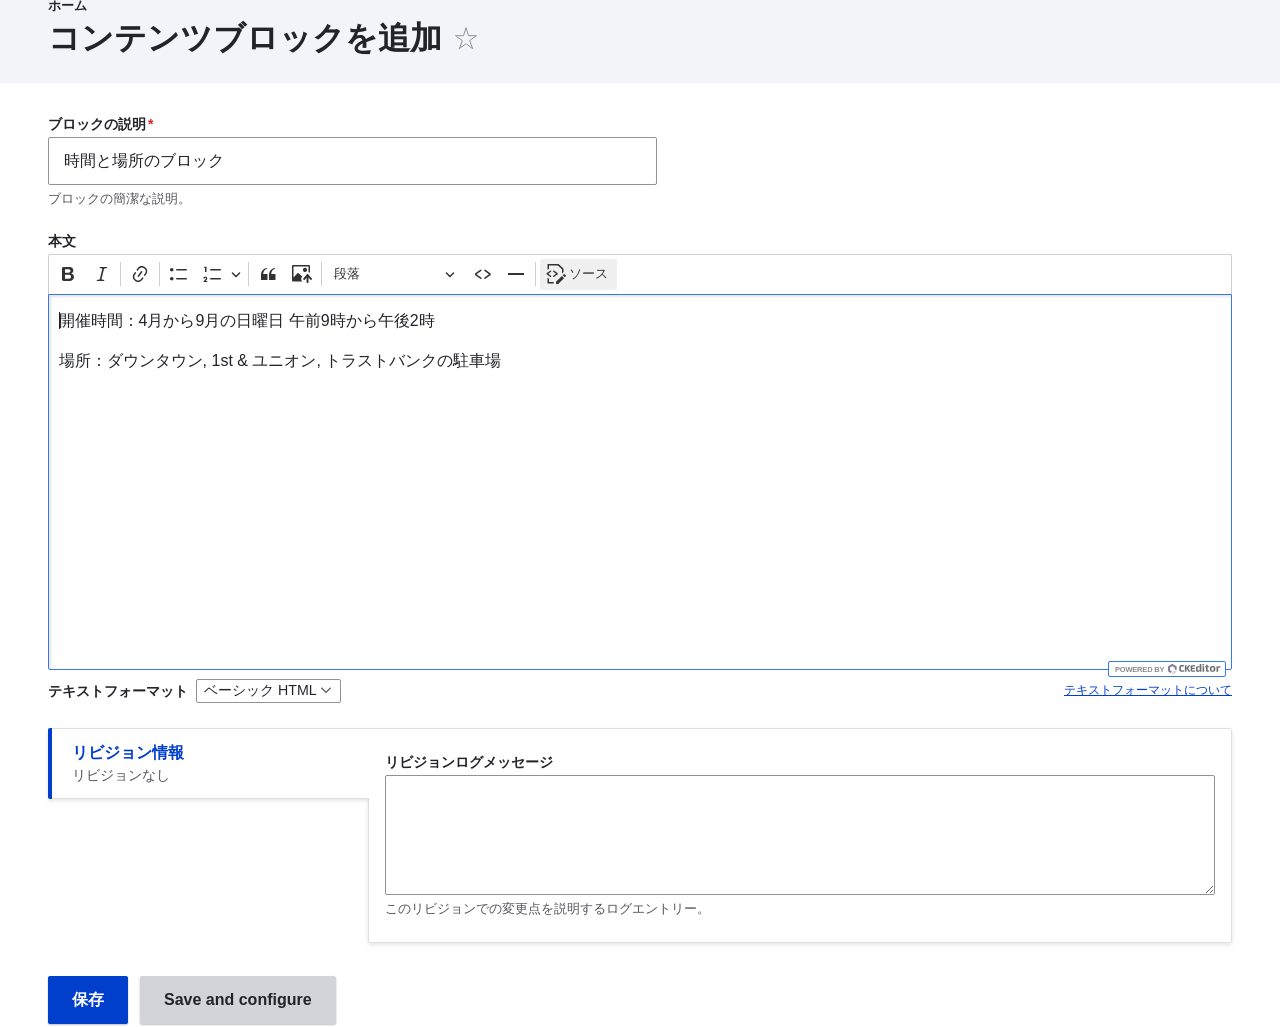 ホーム
コンテンツブロックを追加
ブロックの説明*
時間と場所のブロック
ブロックの簡潔な説明。
本文
段落
ソース
開催時間：4月から9月の日曜日 午前9時から午後2時
場所：ダウンタウン, 1st & ユニオン, トラストバンクの駐車場
POWERED BY CKEditor
テキストフォーマット ベーシック HTML テキストフォーマットについて
リビジョン情報
リビジョンなし
リビジョンログメッセージ
このリビジョンでの変更点を説明するログエントリー。
保存 Save and configure